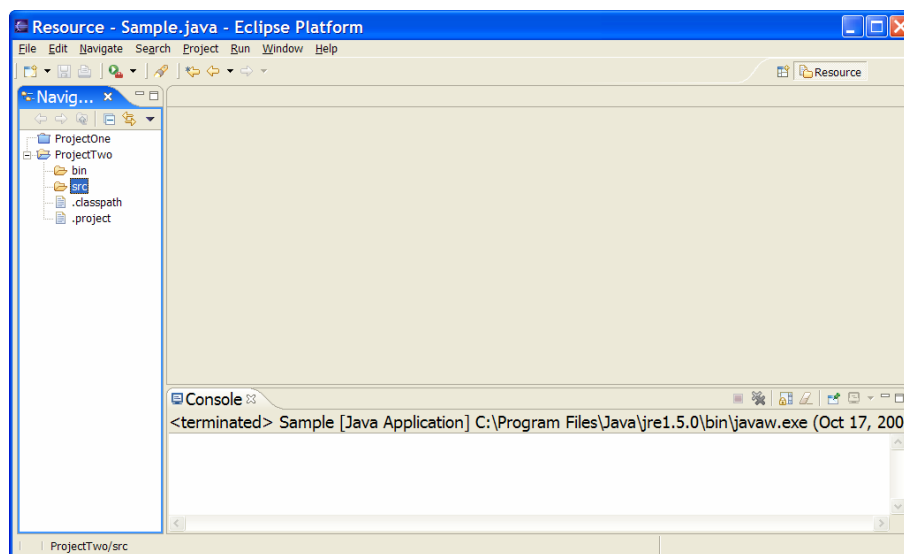 Resource - Sample.java - Eclipse Platform
File Edit Navigate Search Project Run Window Help
Resource
Navig...
ProjectOne
ProjectTwo
bin
src
.classpath
.project
Console
<terminated> Sample [Java Application] C:\Program Files\Java\jre1.5.0\bin\javaw.exe (Oct 17, 200
ProjectTwo/src